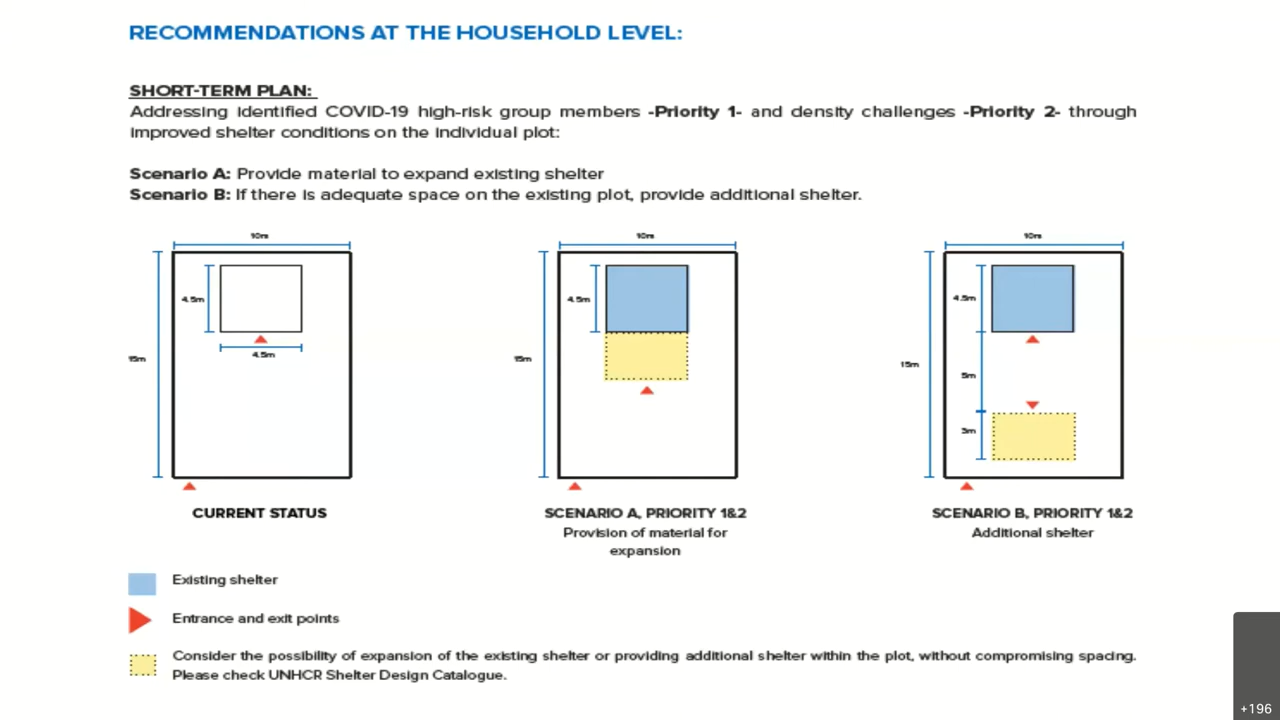 RECOMMENDATIONS AT THE HOUSEHOLD LEVEL:
SHORT-TERM PLAN:
Addressing identified COVID-19 high-risk group members -Priority 1- and density challenges -Priority 2- through
improved shelter conditions on the individual plot:
Scenario A: Provide material to expand existing shelter
Scenario B: If there is adequate space on the existing plot, provide additional shelter.
10m
4.5m
4.5m
15m
CURRENT STATUS
10m
4.5m
15m
SCENARIO A, PRIORITY 1&2
Provision of material for
expansion
10m
4.5m
15m
5m
3m
SCENARIO B, PRIORITY 1&2
Additional shelter
Existing shelter
Entrance and exit points
Consider the possibility of expansion of the existing shelter or providing additional shelter within the plot, without compromising spacing.
Please check UNHCR Shelter Design Catalogue.
+196